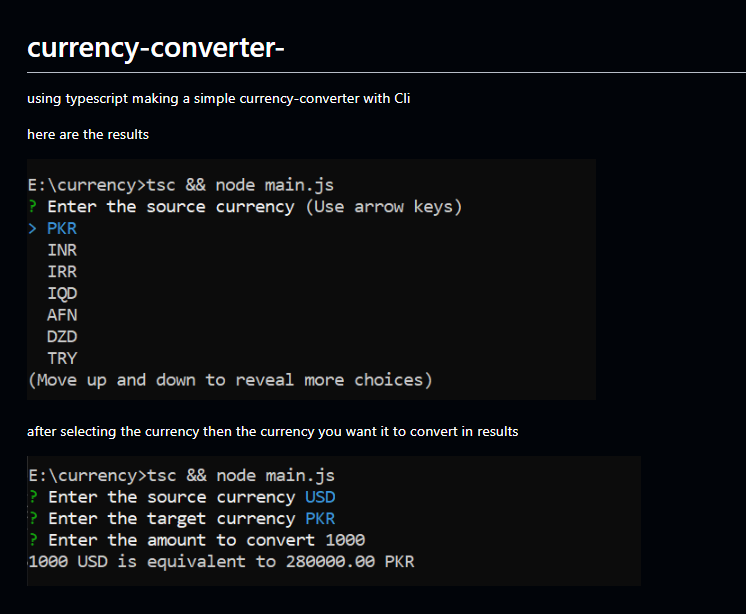 currency-converter-
using typescript making a simple currency-converter with Cli
here are the results
E:\currency>tsc && node main.js
? Enter the source currency (Use arrow keys)
> PKR
INR
IRR
IQD
AFN
DZD
TRY
(Move up and down to reveal more choices)
after selecting the currency then the currency you want it to convert in results
E:\currency>tsc && node main.js
? Enter the source currency USD
? Enter the target currency PKR
? Enter the amount to convert 1000
1000 USD is equivalent to 280000.00 PKR